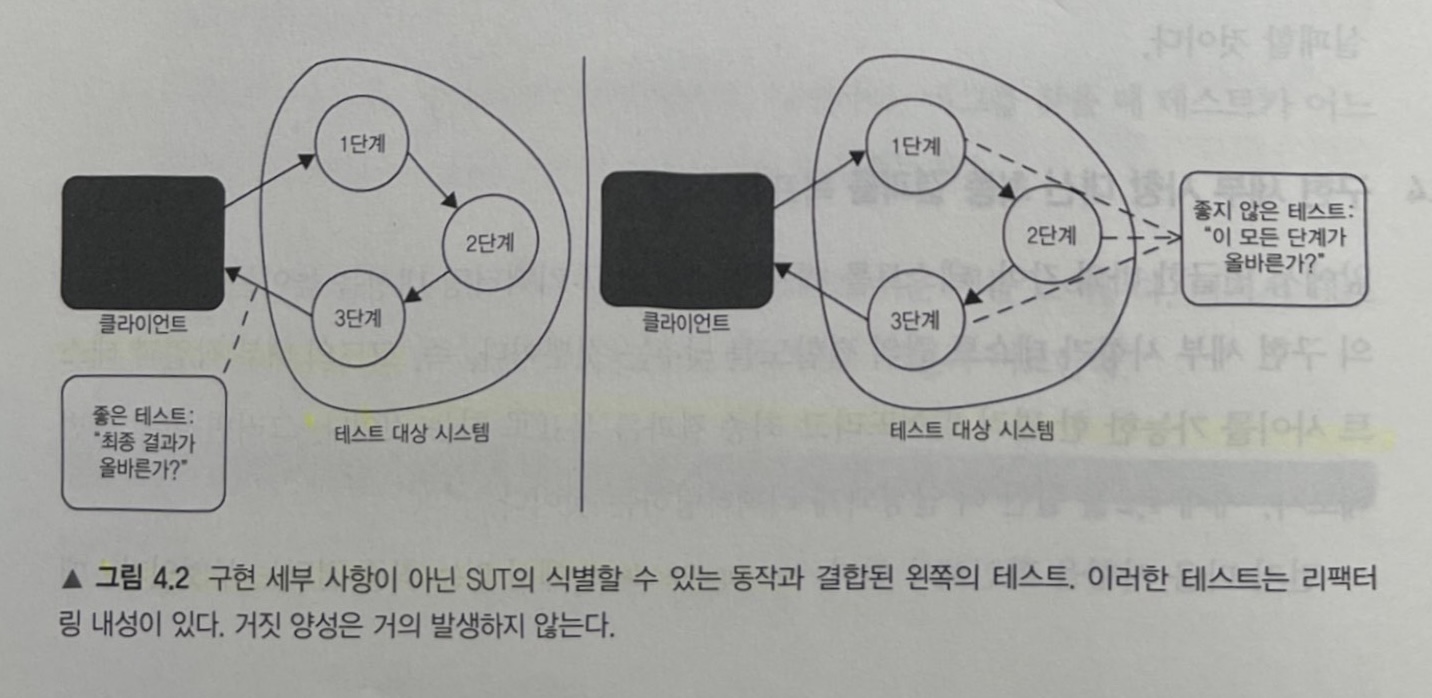 1단계
2단계
3단계
클라이언트
좋은 테스트:
"최종 결과가
올바른가?"
테스트 대상 시스템
1단계
2단계
3단계
클라이언트
좋지 않은 테스트:
"이 모든 단계가
올바른가?"
테스트 대상 시스템
▲ 그림 4.2 구현 세부 사항이 아닌 SUT의 식별할 수 있는 동작과 결합된 왼쪽의 테스트. 이러한 테스트는 리팩터
링 내성이 있다. 거짓 양성은 거의 발생하지 않는다.